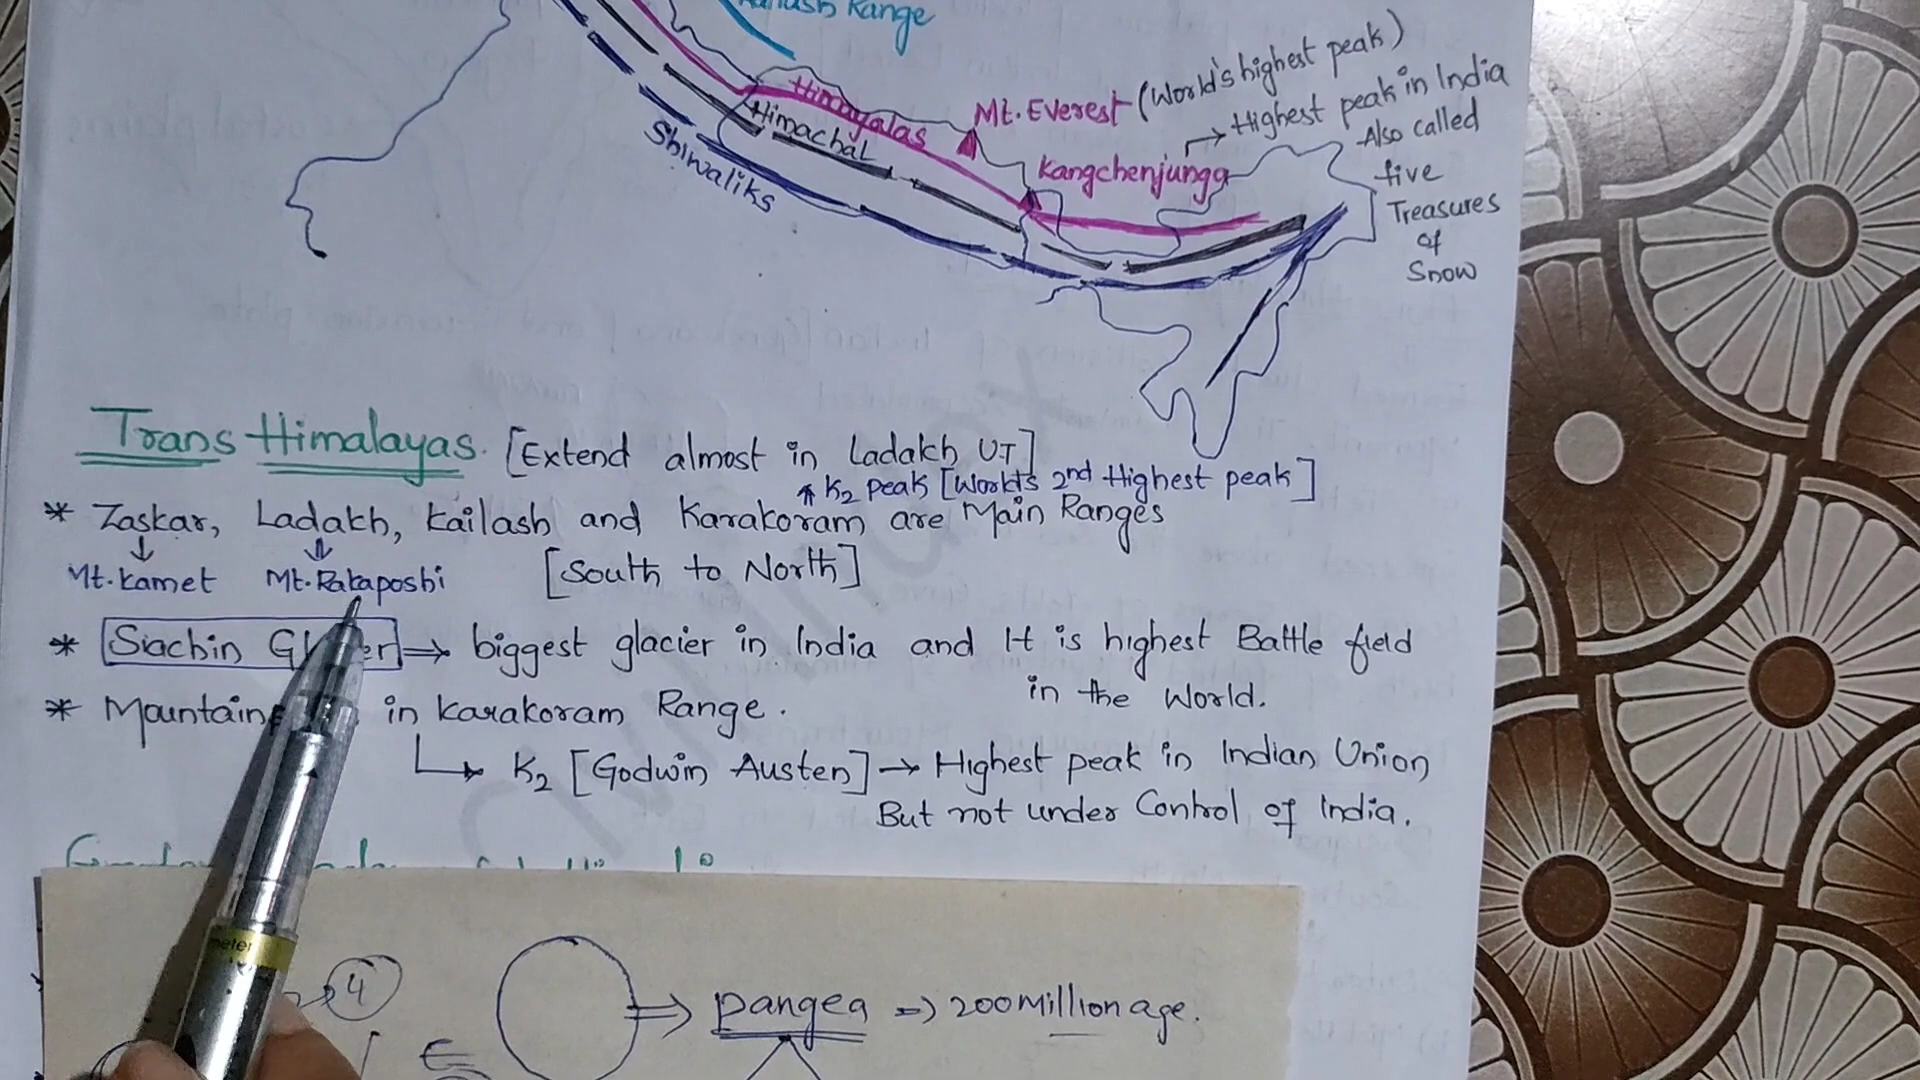 Range
Mt. Everest (World's highest peak)
Himayalas
Himachal
Shiwaliks
→ Highest peak in India
Kangchenjunga
Also called
five
Treasures
of
Snow
Trans Himalayas. [Extend almost in Ladakh UT]
K2 peak [World's 2nd Highest peak]
* Zaskar, Ladakh, Kailash and Karakoram are Main Ranges
Mt. Kamet Mt. Rakaposhi [South to North]
* Siachin → biggest glacier in India and It is highest Battle field
in the World.
* Mountain in Karakoram Range.
K2 [Godwin Austen] → Highest peak in Indian Union
But not under Control of India.
meter
4
pangea => 200 million age.